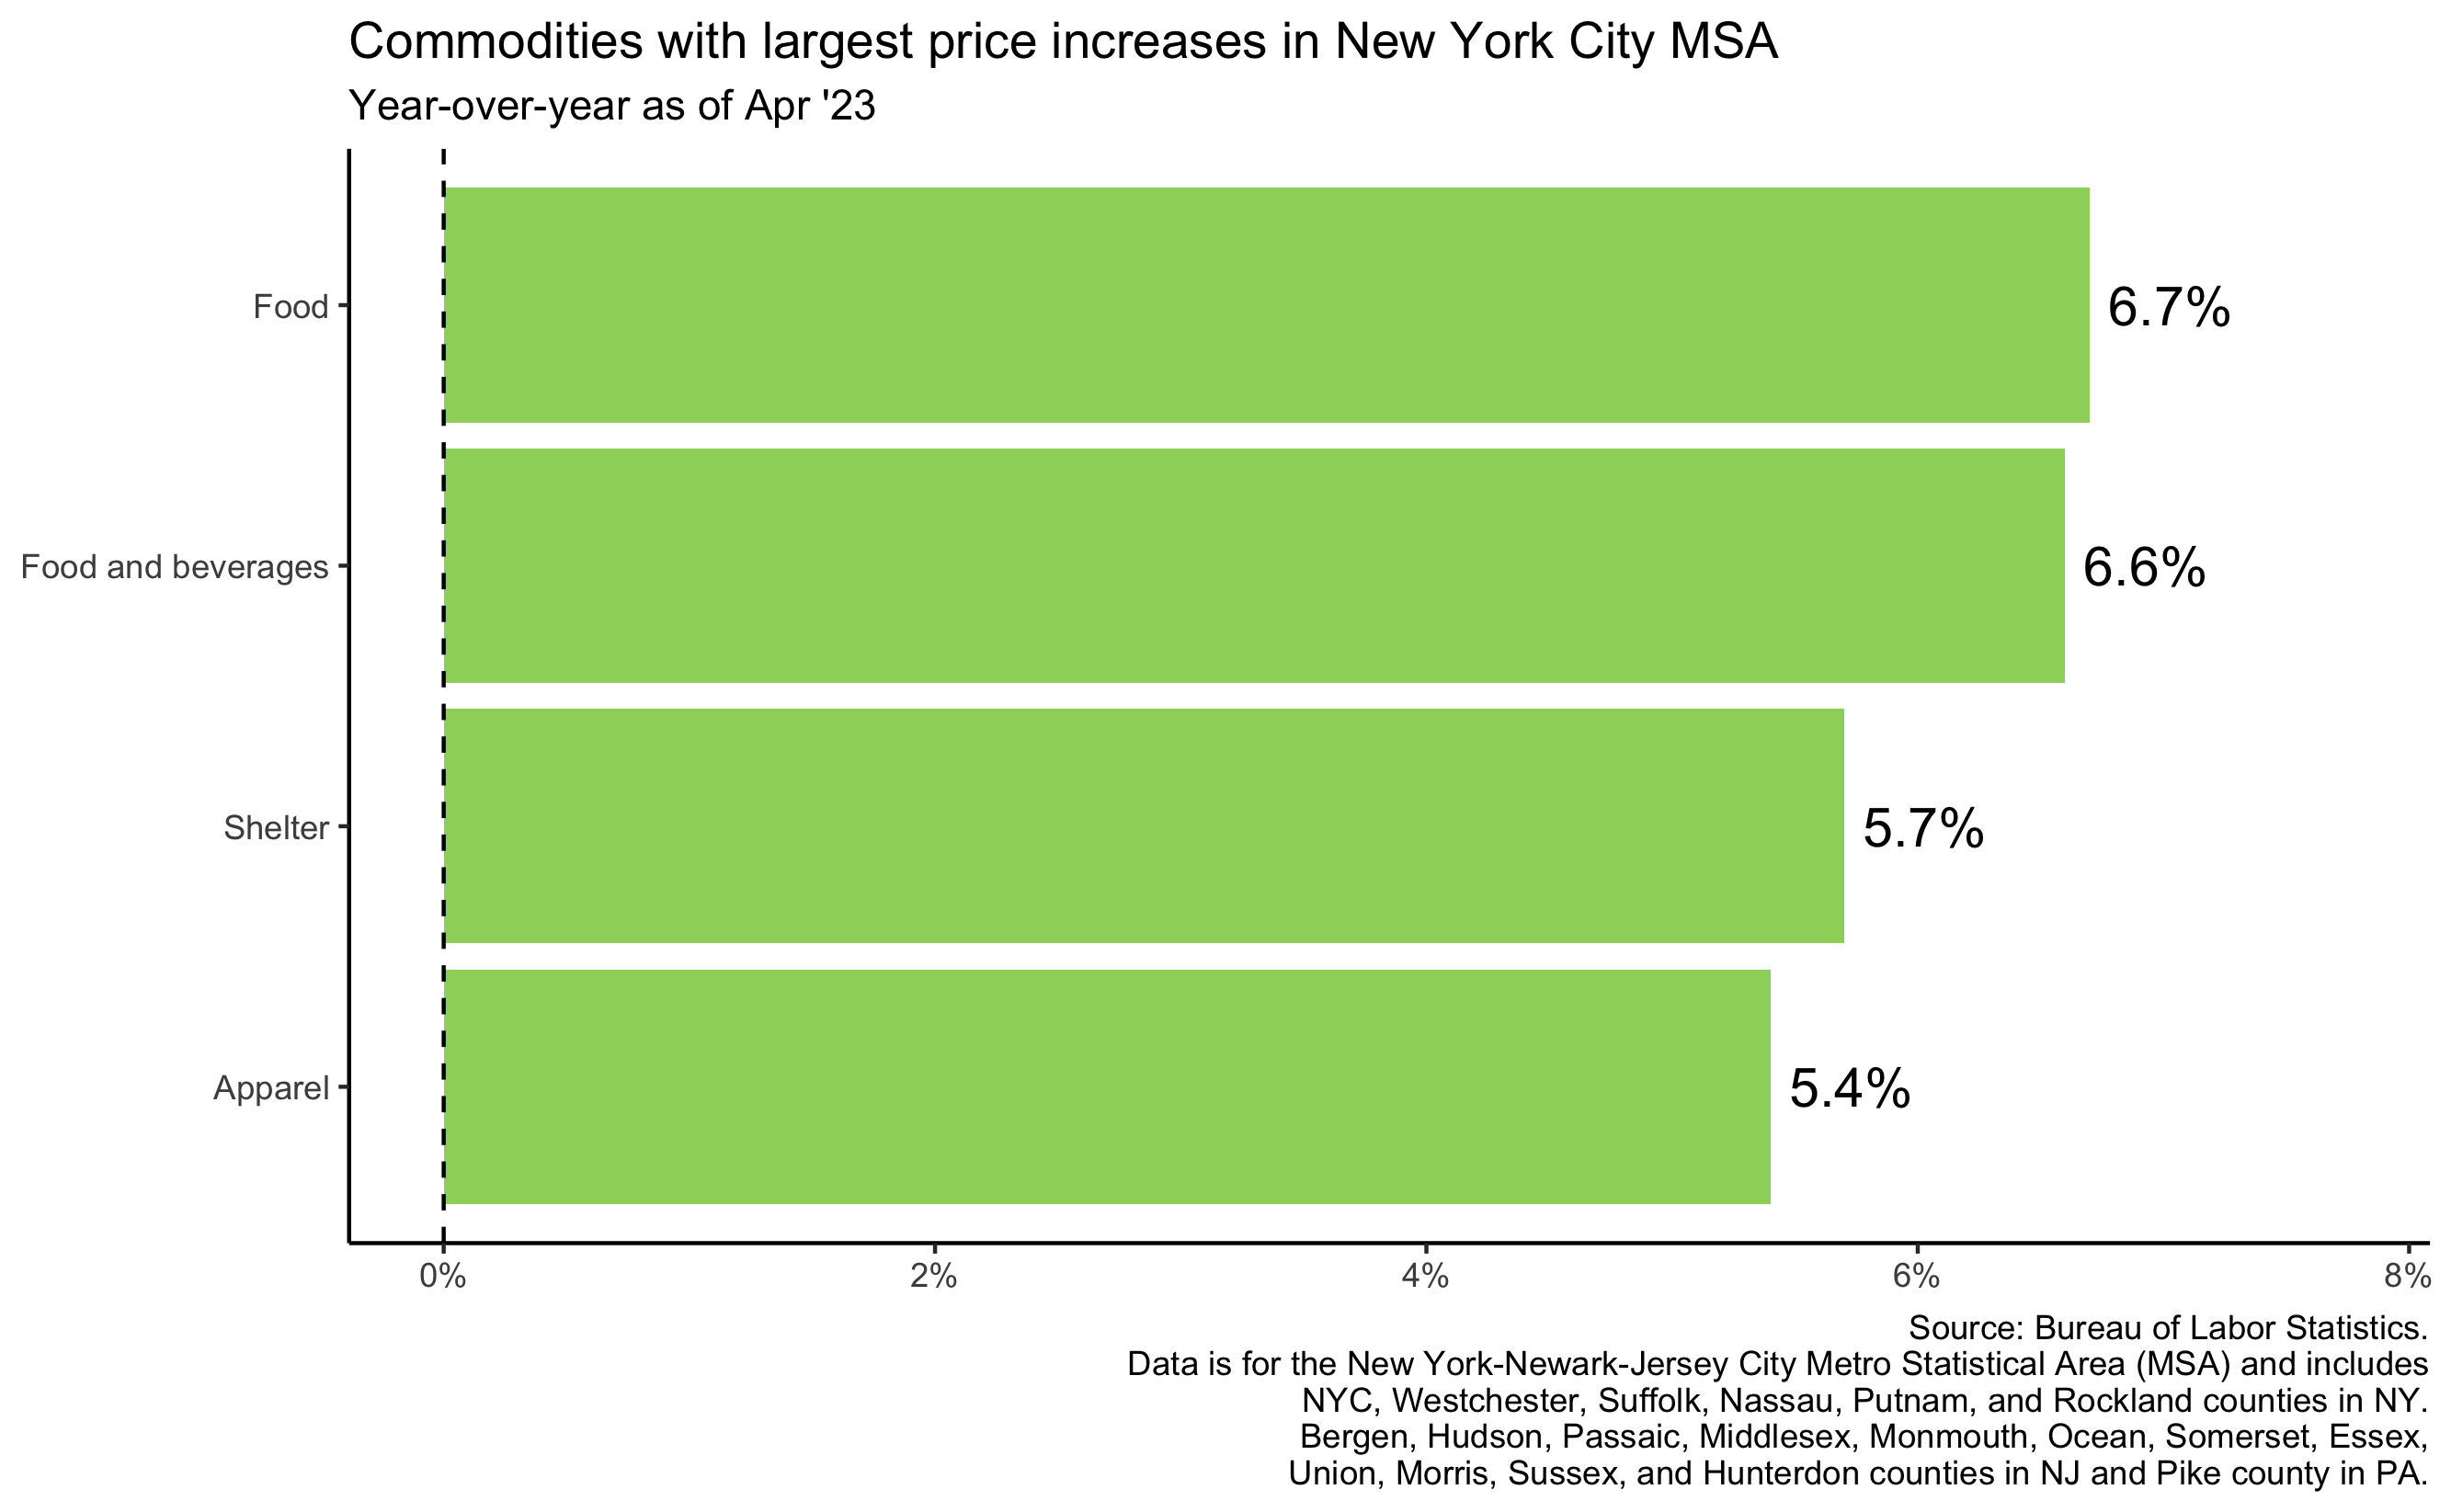 Commodities with largest price increases in New York City MSA
Year-over-year as of Apr '23
Food
6.7%
Food and beverages
6.6%
Shelter
5.7%
Apparel
5.4%
0%
2%
4%
6%
8%
Source: Bureau of Labor Statistics.
Data is for the New York-Newark-Jersey City Metro Statistical Area (MSA) and includes
NYC, Westchester, Suffolk, Nassau, Putnam, and Rockland counties in NY.
Bergen, Hudson, Passaic, Middlesex, Monmouth, Ocean, Somerset, Essex,
Union, Morris, Sussex, and Hunterdon counties in NJ and Pike county in PA.